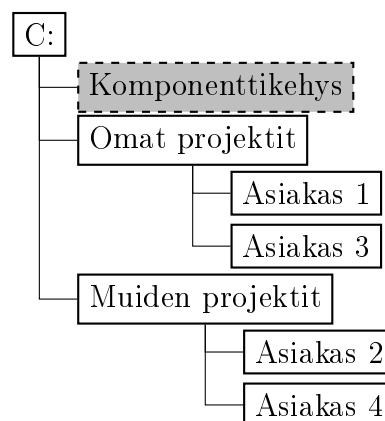 C:
Komponenttikehys
Omat projektit
Asiakas 1
Asiakas 3
Muiden projektit
Asiakas 2
Asiakas 4